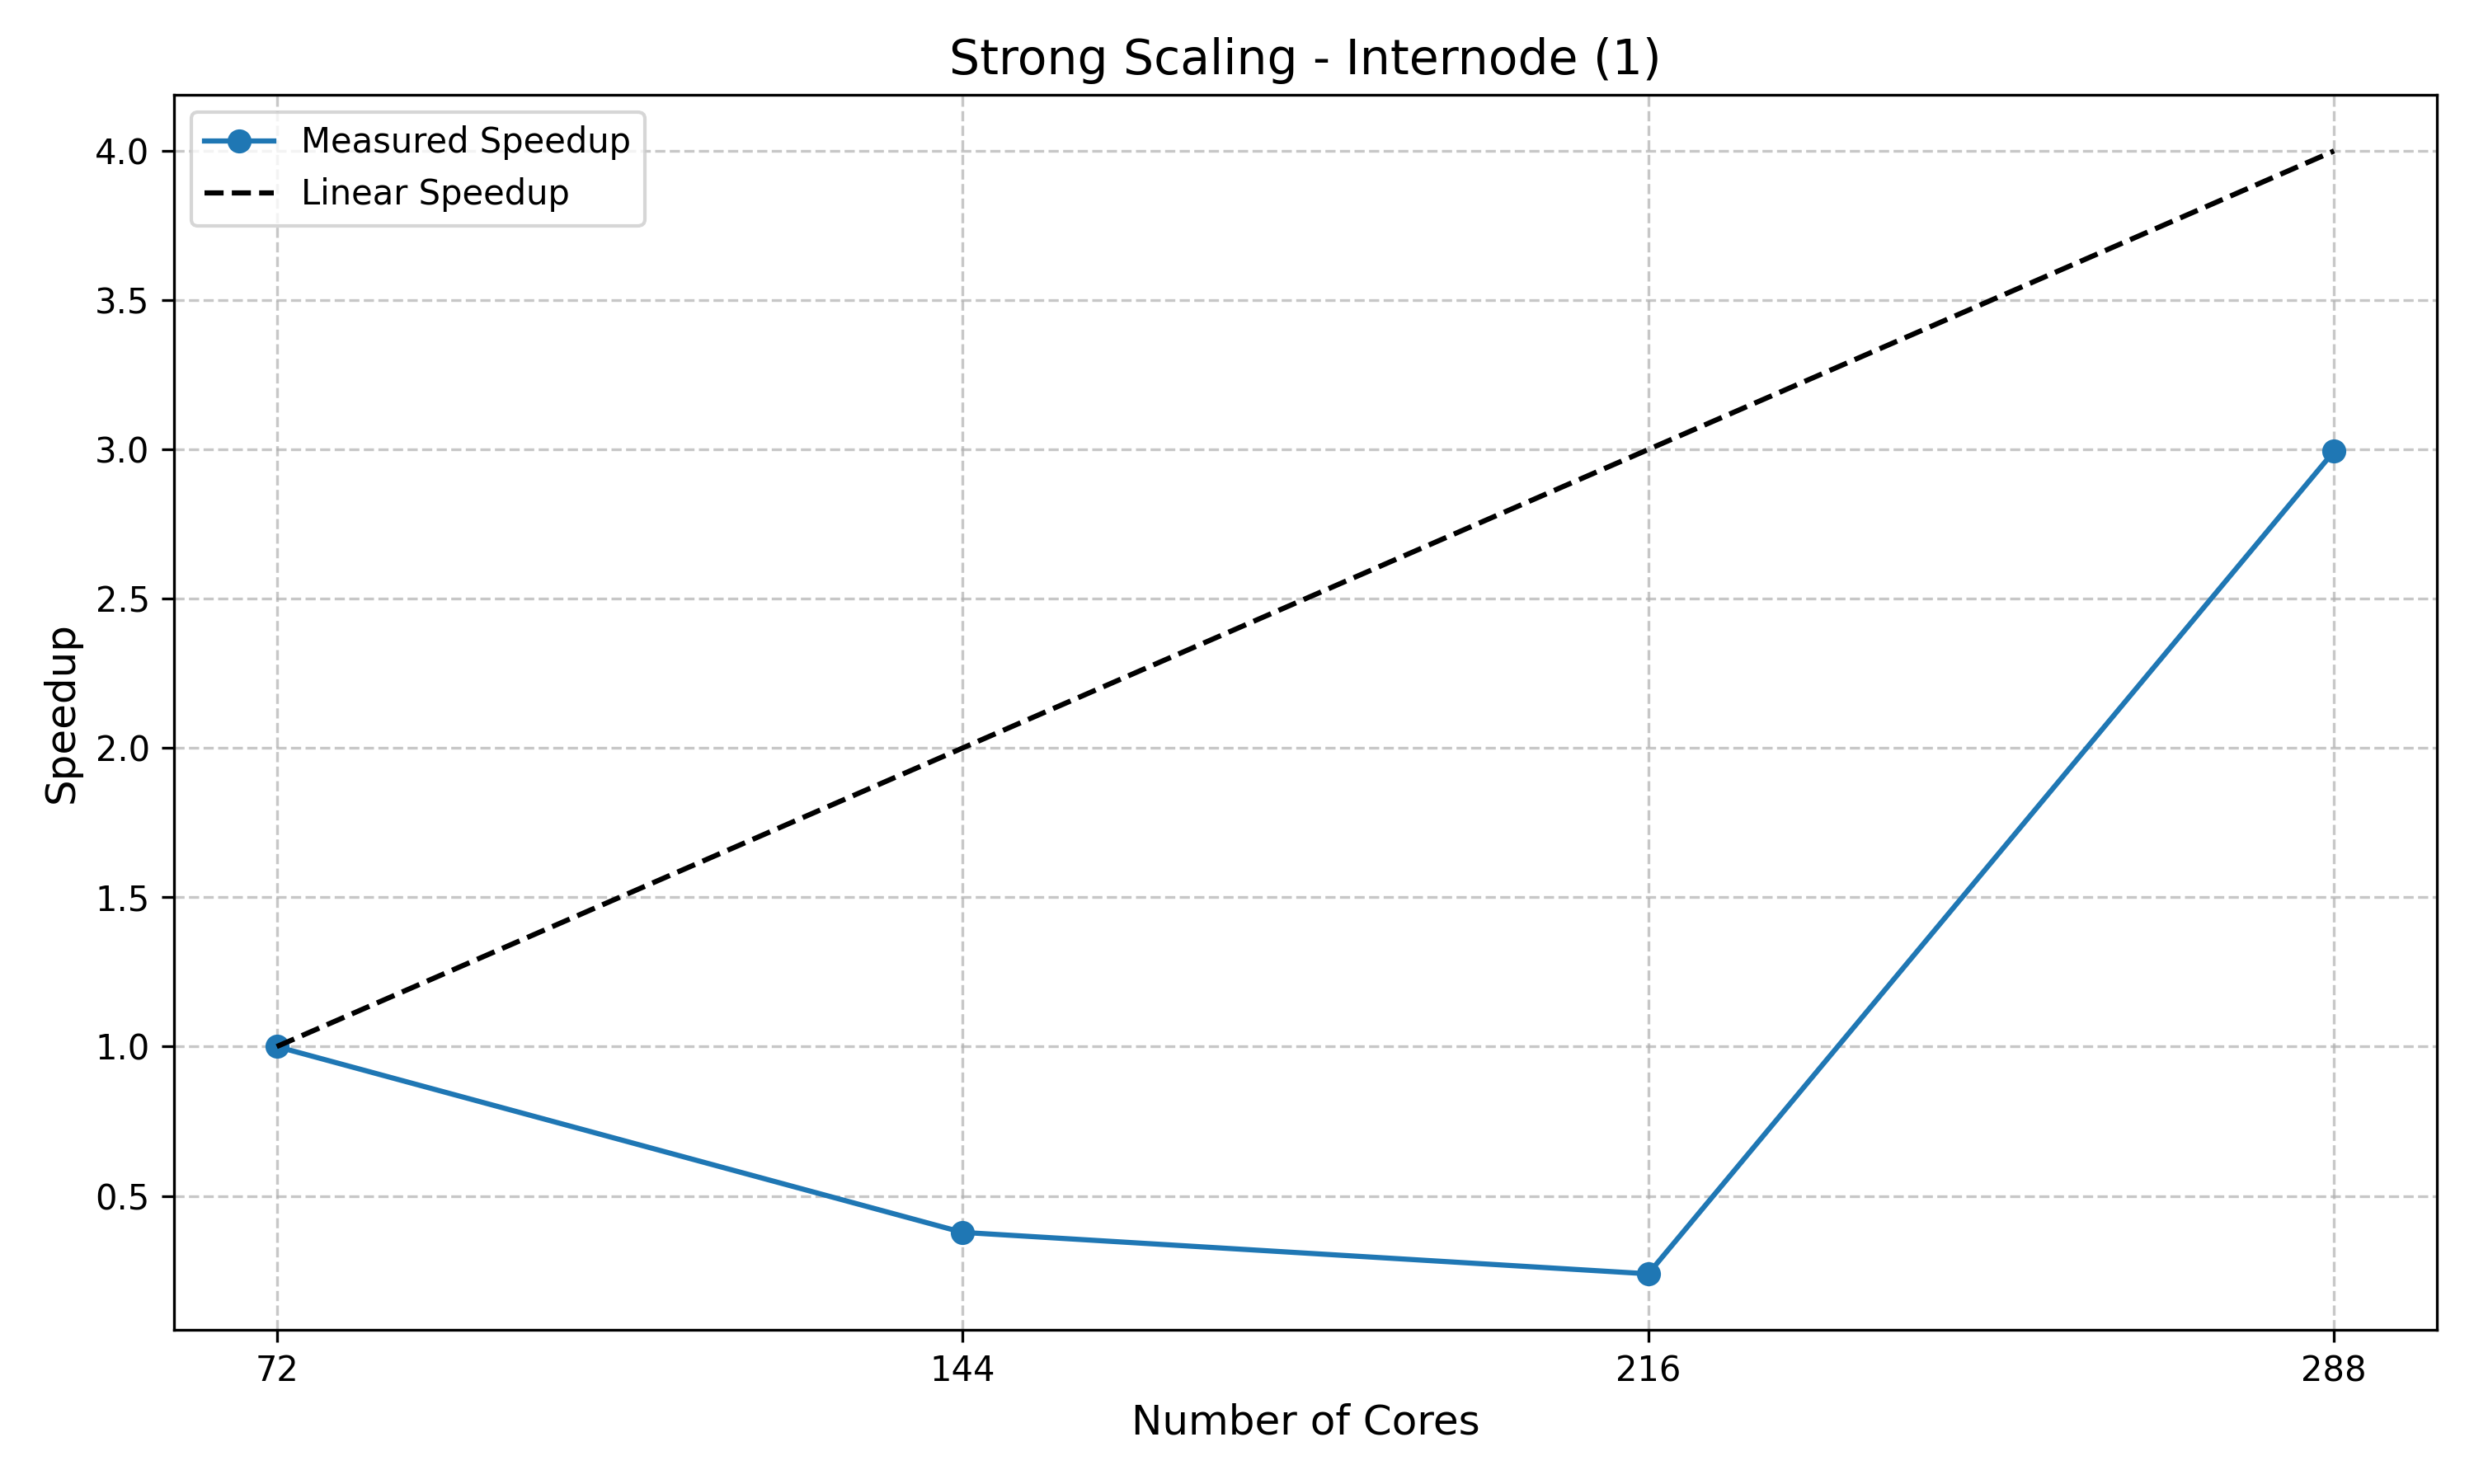 Strong Scaling - Internode (1)
Measured Speedup
Linear Speedup
4.0
3.5
3.0
2.5
2.0
1.5
1.0
0.5
Speedup
72 144 216 288
Number of Cores